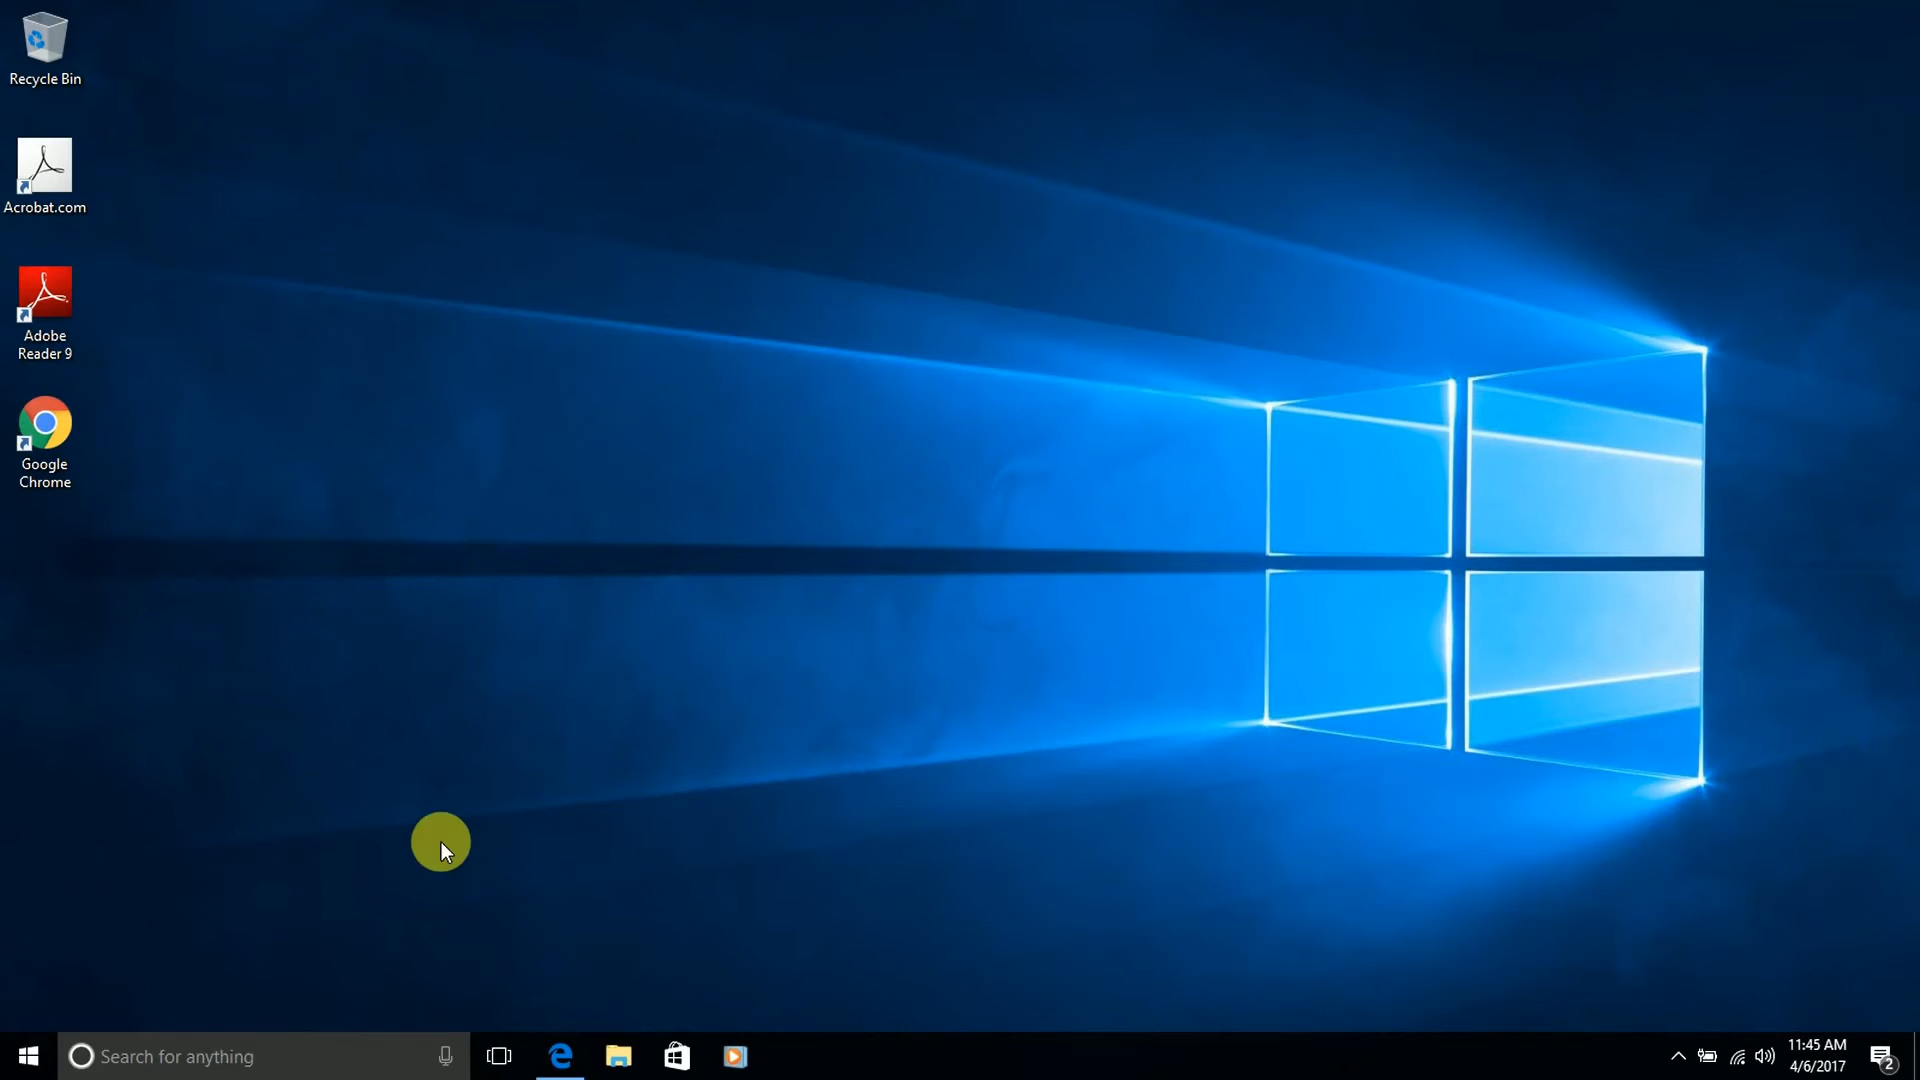 Recycle Bin
Acrobat.com
Adobe
Reader 9
Google
Chrome
Search for anything
11:45 AM
4/6/2017
2